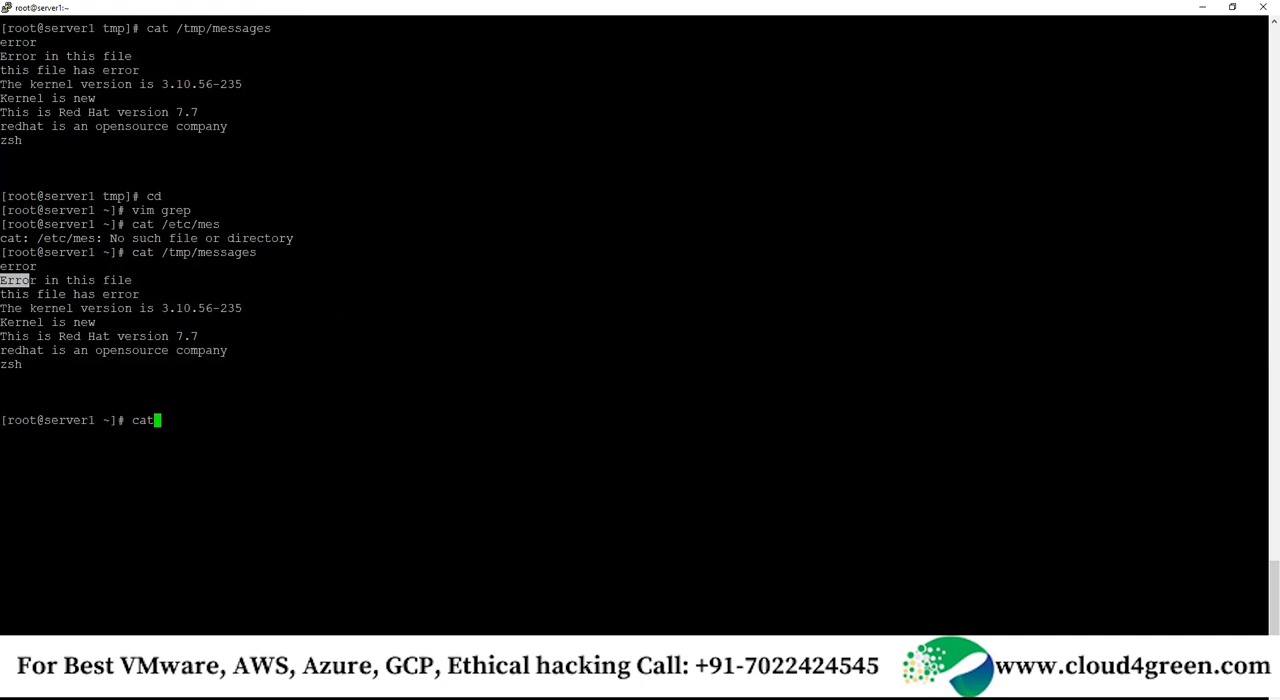 root@server1:~
[root@server1 tmp]# cat /tmp/messages
error
Error in this file
this file has error
The kernel version is 3.10.56-235
Kernel is new
This is Red Hat version 7.7
redhat is an opensource company
zsh
[root@server1 tmp]# cd
[root@server1 ~]# vim grep
[root@server1 ~]# cat /etc/mes
cat: /etc/mes: No such file or directory
[root@server1 ~]# cat /tmp/messages
error
Error in this file
this file has error
The kernel version is 3.10.56-235
Kernel is new
This is Red Hat version 7.7
redhat is an opensource company
zsh
[root@server1 ~]# cat
For Best VMware, AWS, Azure, GCP, Ethical hacking Call: +91-7022424545 www.cloud4green.com